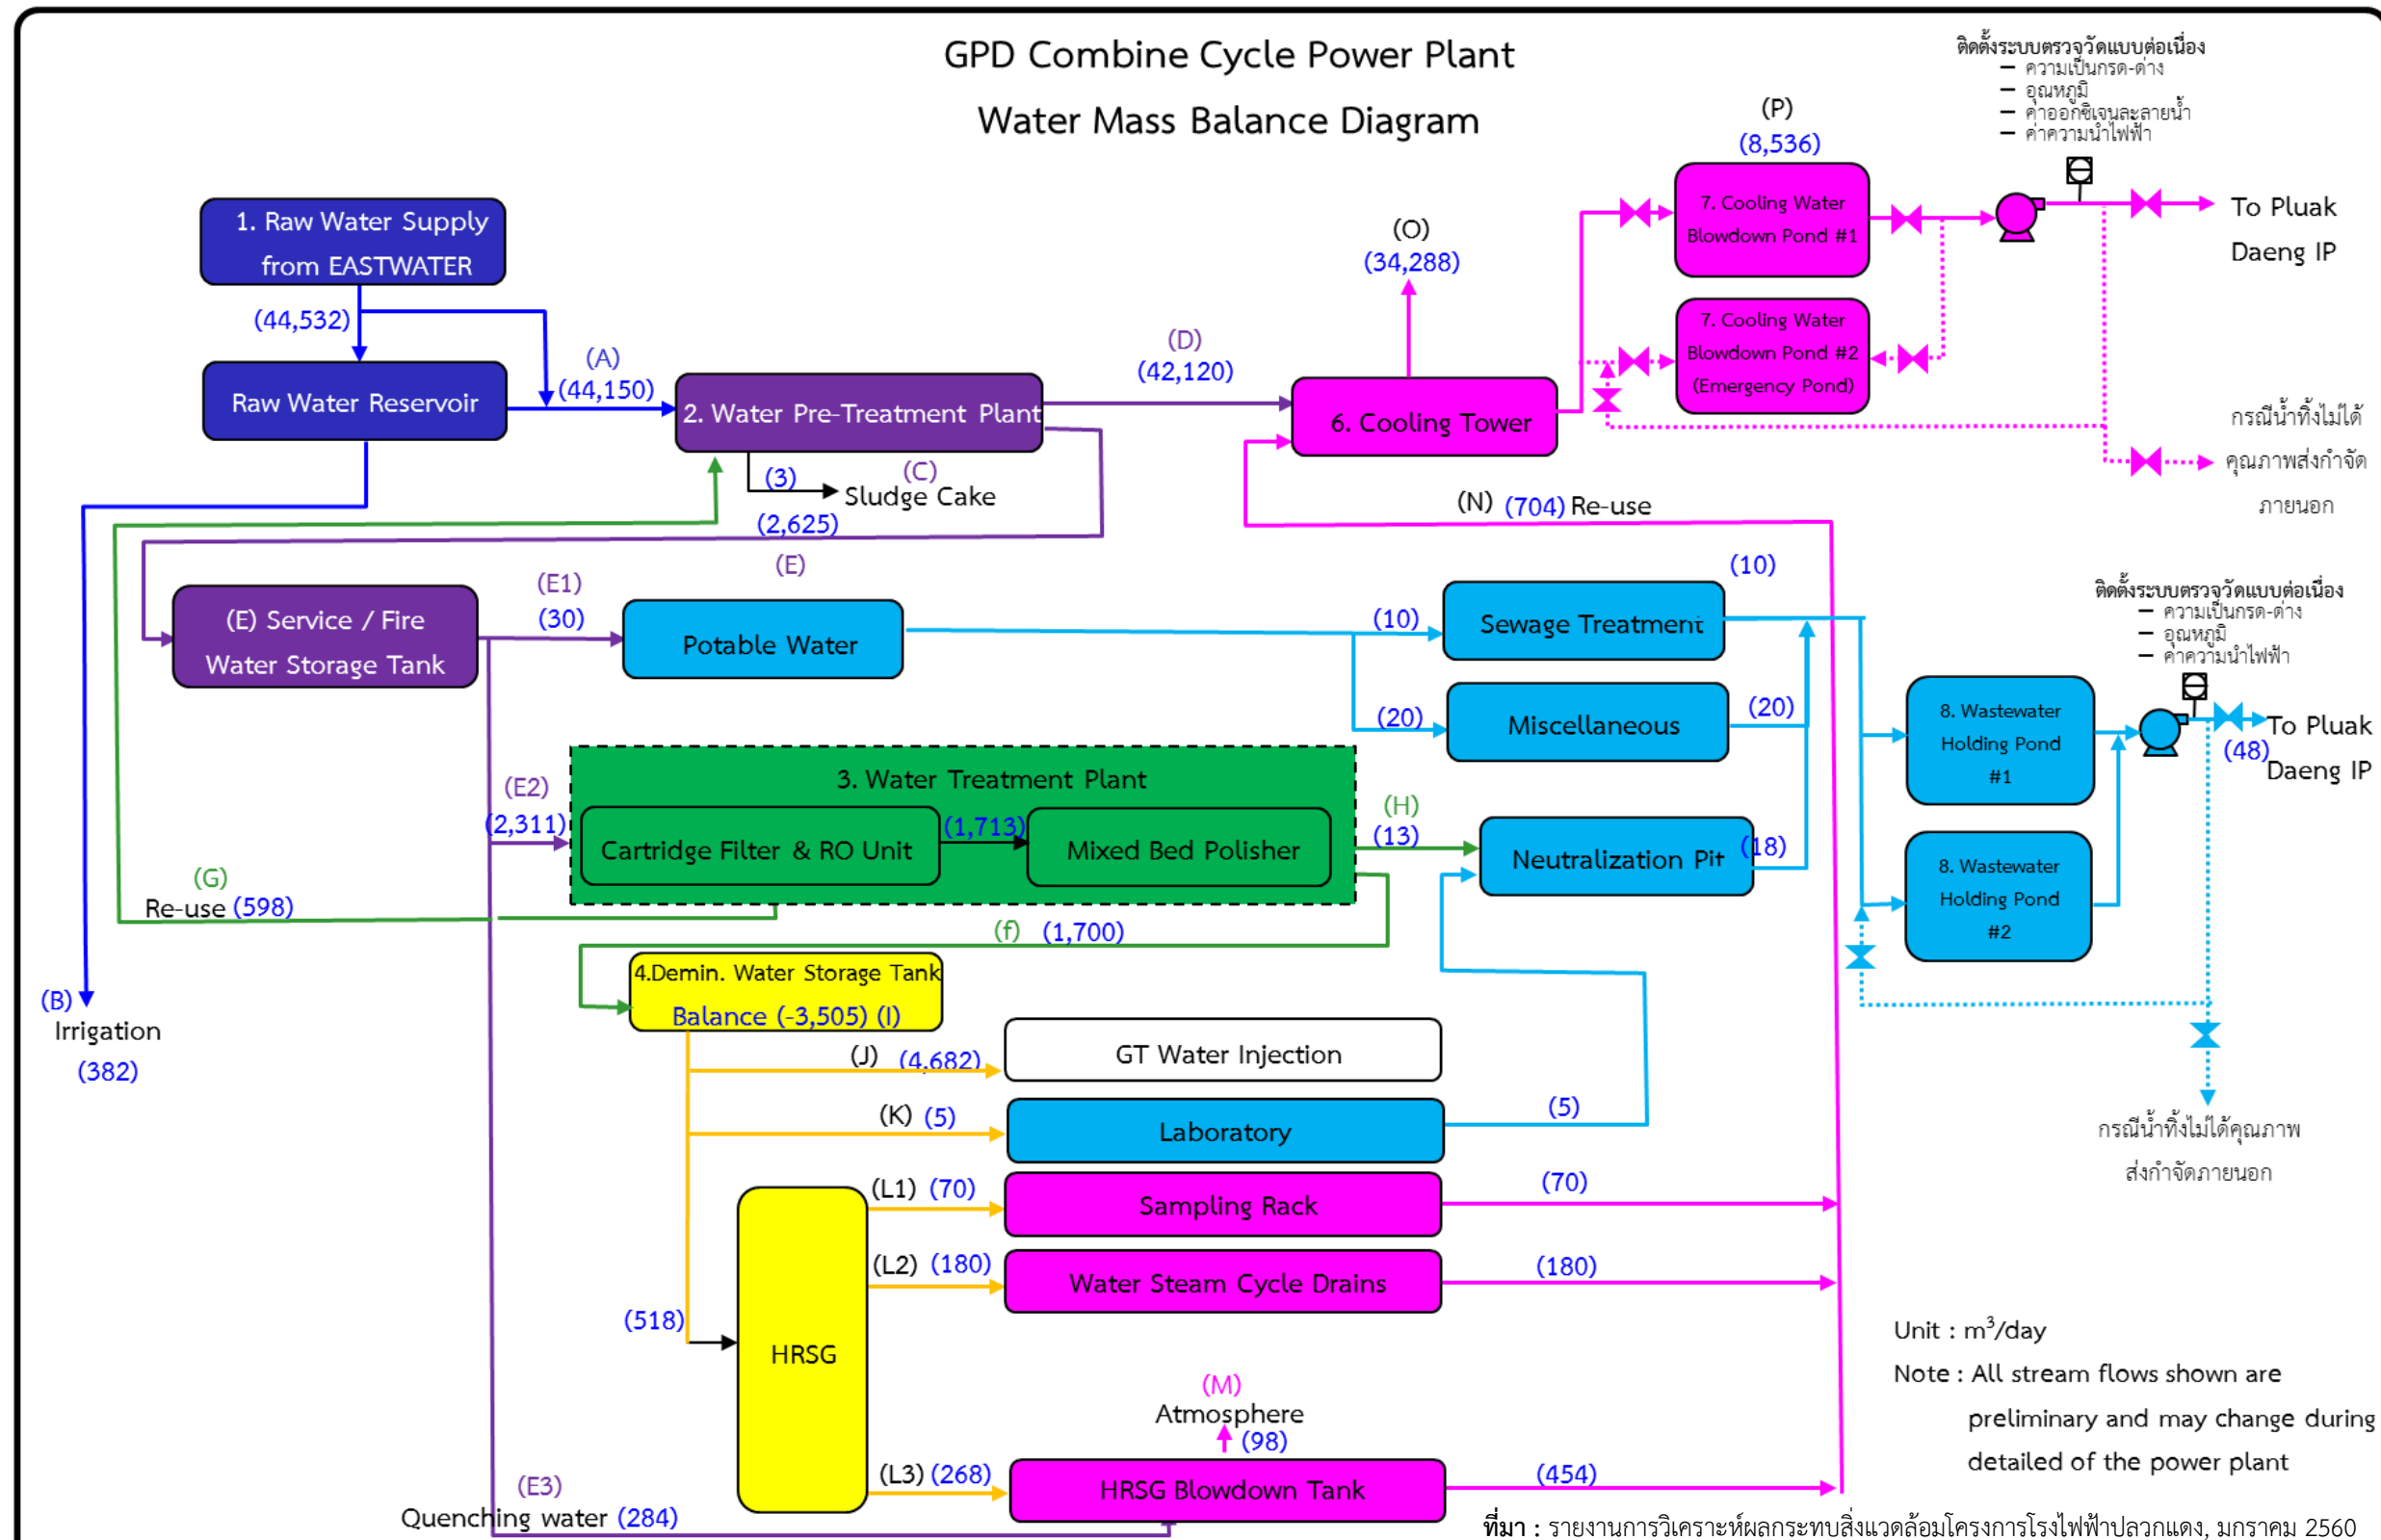 GPD Combine Cycle Power Plant
Water Mass Balance Diagram
ติดตั้งระบบตรวจวัดแบบต่อเนื่อง
– ความเป็นกรด-ด่าง
– อุณหภูมิ
– ค่าออกซิเจนละลายน้ำ
– ค่าความนำไฟฟ้า
(P)
(8,536)
1. Raw Water Supply
from EASTWATER
(44,532)
Raw Water Reservoir
(A)
(44,150)
2. Water Pre-Treatment Plant
(D)
(42,120)
(O)
(34,288)
6. Cooling Tower
7. Cooling Water
Blowdown Pond #1
7. Cooling Water
Blowdown Pond #2
(Emergency Pond)
To Pluak
Daeng IP
กรณีน้ำทิ้งไม่ได้
คุณภาพส่งกำจัด
ภายนอก
(3)
(C)
Sludge Cake
(2,625)
(E)
(N) (704) Re-use
(E) Service / Fire
Water Storage Tank
(E1)
(30)
Potable Water
(10)
Sewage Treatment
(10)
(20)
Miscellaneous
(20)
ติดตั้งระบบตรวจวัดแบบต่อเนื่อง
– ความเป็นกรด-ด่าง
– อุณหภูมิ
– ค่าความนำไฟฟ้า
8. Wastewater
Holding Pond
#1
8. Wastewater
Holding Pond
#2
To Pluak
(48)
Daeng IP
(E2)
(2,311)
3. Water Treatment Plant
Cartridge Filter & RO Unit
(1,713)
Mixed Bed Polisher
(H)
(13)
Neutralization Pit
(18)
(G)
Re-use (598)
(f) (1,700)
4.Demin. Water Storage Tank
Balance (-3,505) (I)
(B)
Irrigation
(382)
(J) (4,682)
GT Water Injection
(K) (5)
Laboratory
(5)
กรณีน้ำทิ้งไม่ได้คุณภาพ
ส่งกำจัดภายนอก
(L1) (70)
Sampling Rack
(70)
(L2) (180)
Water Steam Cycle Drains
(180)
(518)
HRSG
(M)
Atmosphere
(98)
(L3) (268)
HRSG Blowdown Tank
(454)
(E3)
Quenching water (284)
Unit : m³/day
Note : All stream flows shown are
preliminary and may change during
detailed of the power plant
ที่มา : รายงานการวิเคราะห์ผลกระทบสิ่งแวดล้อมโครงการโรงไฟฟ้าปลวกแดง, มกราคม 2560